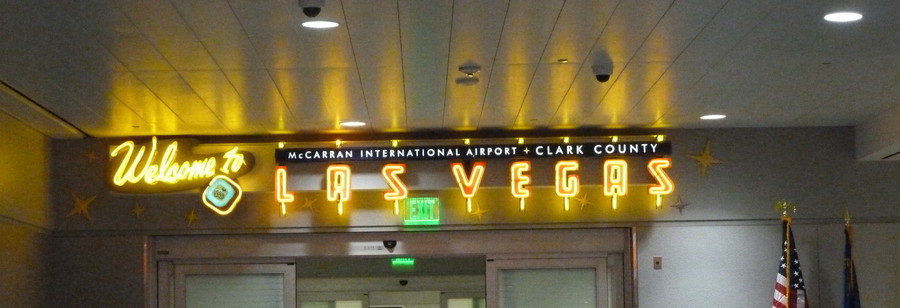 Welcome to
McCARRAN INTERNATIONAL AIRPORT + CLARK COUNTY
LAS VEGAS
EXIT